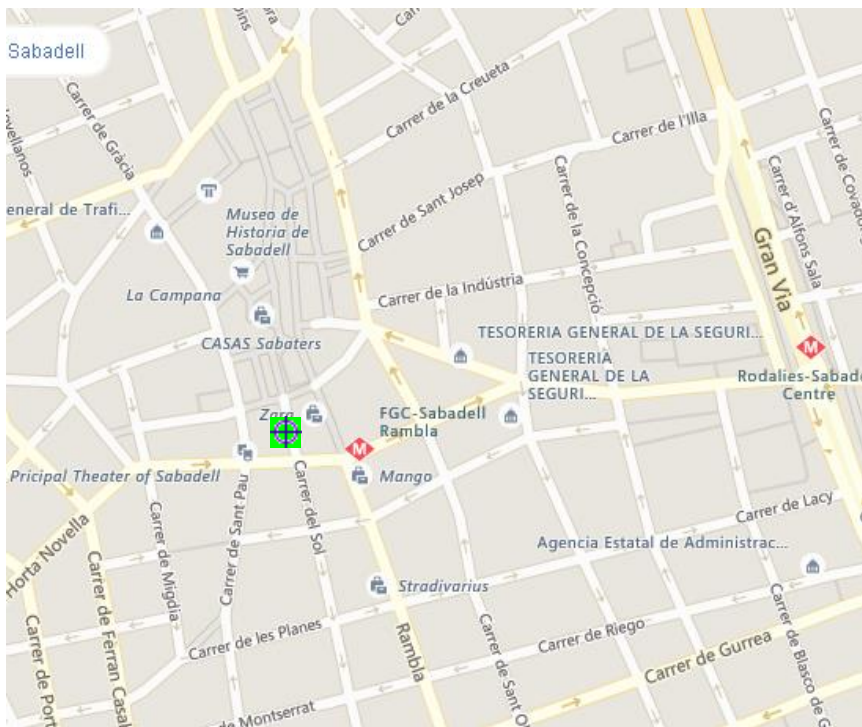 Sabadell
Carrer de Gràcia
Carrer de la Creueta
Carrer de l'Illa
Carrer de Sant Josep
Carrer de la Concepció
Carrer d'Alfons Sala
Gran Via
eneral de Trafi...
Museo de
Historia de
Sabadell
La Campana
Carrer de la Indústria
CASAS Sabaters
TESORERIA GENERAL DE LA SEGURI...
TESORERIA
GENERAL DE LA
SEGURI...
M
Rodalies-Sabade
Centre
Zara
FGC-Sabadell
Rambla
M
Pricipal Theater of Sabadell
Mango
Carrer de Sant Pau
Carrer del Sol
Carrer de Migdia
Horta Novella
Carrer de Ferran Casal
Carrer de Port
Carrer de Lacy
Agencia Estatal de Administrac...
Stradivarius
Carrer de les Planes
Rambla
Carrer de Riego
Carrer de Gurrea
Carrer de Blasco de G
Carrer de Sant
de Montserrat